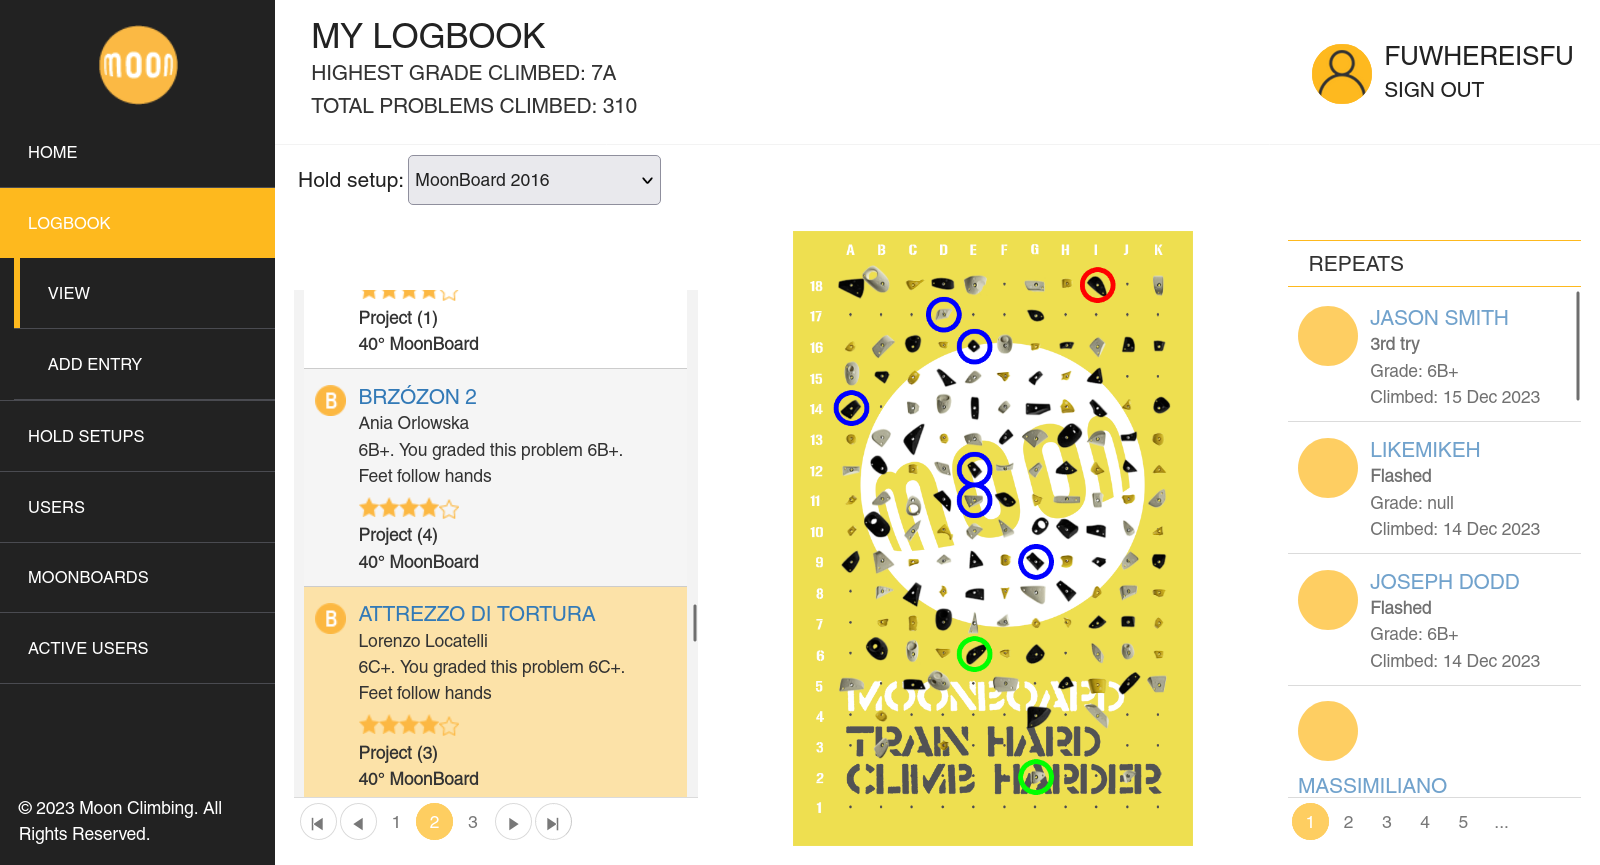 moon
HOME
LOGBOOK
VIEW
ADD ENTRY
HOLD SETUPS
USERS
MOONBOARDS
ACTIVE USERS
© 2023 Moon Climbing. All
Rights Reserved.
MY LOGBOOK
HIGHEST GRADE CLIMBED: 7A
TOTAL PROBLEMS CLIMBED: 310
FUWHEREISFU
SIGN OUT
Hold setup: MoonBoard 2016
Project (1)
40° MoonBoard
B BRZÓZON 2
Ania Orlowska
6B+. You graded this problem 6B+.
Feet follow hands
Project (4)
40° MoonBoard
B ATTREZZO DI TORTURA
Lorenzo Locatelli
6C+. You graded this problem 6C+.
Feet follow hands
Project (3)
40° MoonBoard
1 2 3
A B C D E F G H I J K
18
17
16
15
14
13
12
11
10
9
8
7
6
5
4
3
2
1
moon
MOONBOARD
TRAIN HARD
CLIMB HARDER
REPEATS
JASON SMITH
3rd try
Grade: 6B+
Climbed: 15 Dec 2023
LIKEMIKEH
Flashed
Grade: null
Climbed: 14 Dec 2023
JOSEPH DODD
Flashed
Grade: 6B+
Climbed: 14 Dec 2023
MASSIMILIANO
1 2 3 4 5 ...